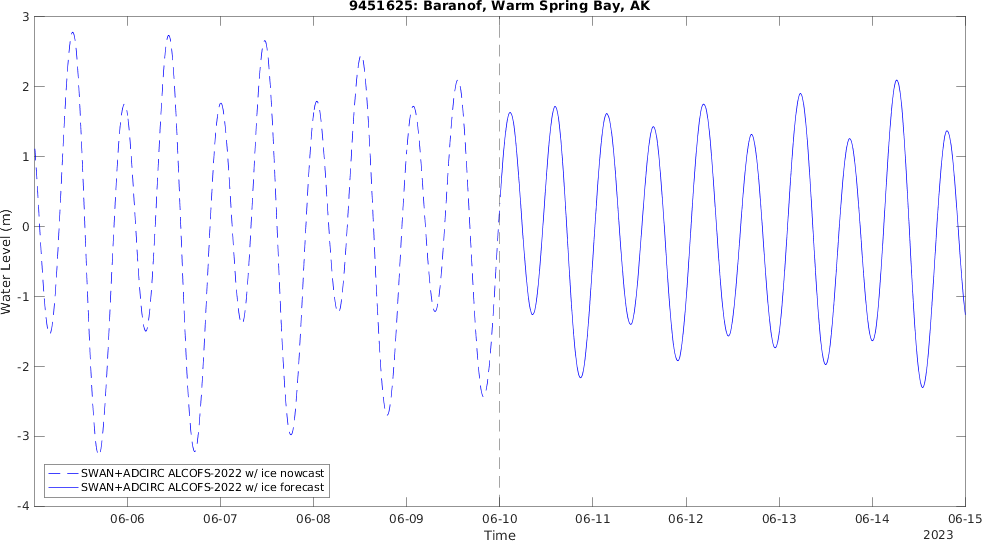 9451625: Baranof, Warm Spring Bay, AK
3
2
1
0
-1
-2
-3
-4
Water Level (m)
SWAN+ADCIRC ALCOFS-2022 w/ ice nowcast
SWAN+ADCIRC ALCOFS-2022 w/ ice forecast
06-06 06-07 06-08 06-09 06-10 06-11 06-12 06-13 06-14 06-15
Time
2023